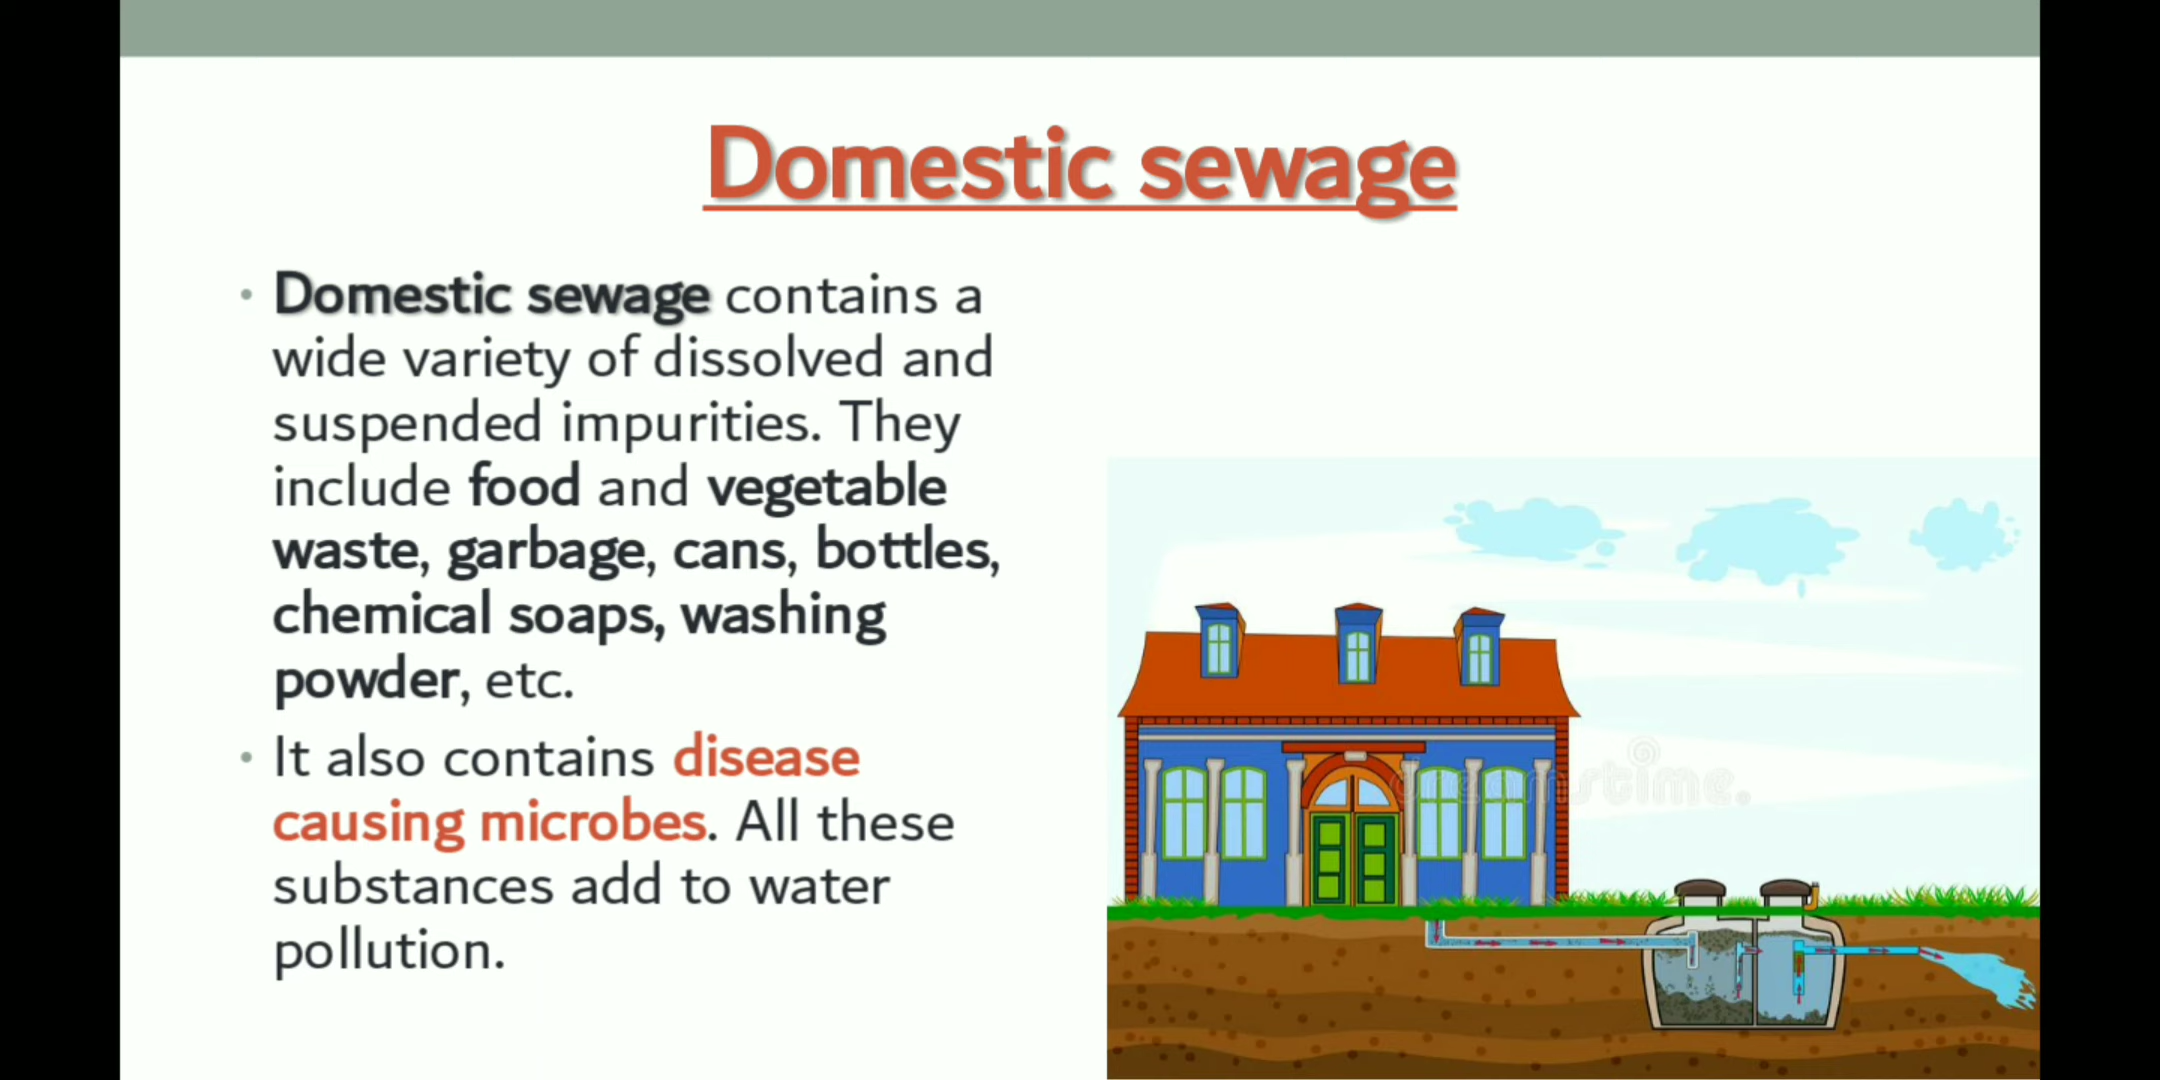 Domestic sewage
• Domestic sewage contains a
wide variety of dissolved and
suspended impurities. They
include food and vegetable
waste, garbage, cans, bottles,
chemical soaps, washing
powder, etc.
• It also contains disease
causing microbes. All these
substances add to water
pollution.
dreamstime.